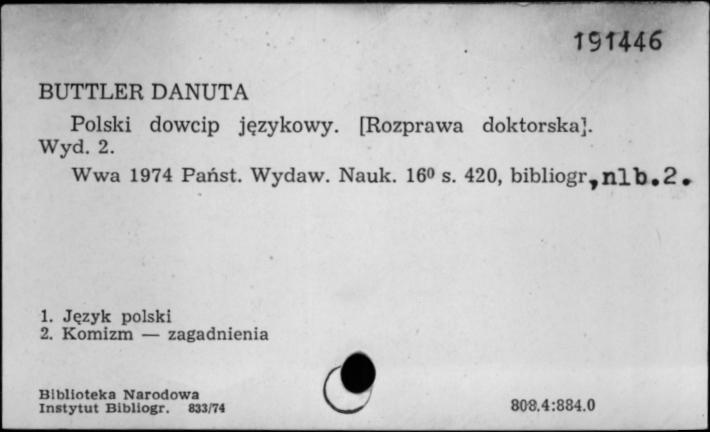 191446
BUTTLER DANUTA
Polski dowcip językowy. [Rozprawa doktorska].
Wyd. 2.
Wwa 1974 Państ. Wydaw. Nauk. 16⁰ s. 420, bibliogr,nlb.2.
1. Język polski
2. Komizm — zagadnienia
Biblioteka Narodowa
Instytut Bibliogr. 833/74
808.4:884.0